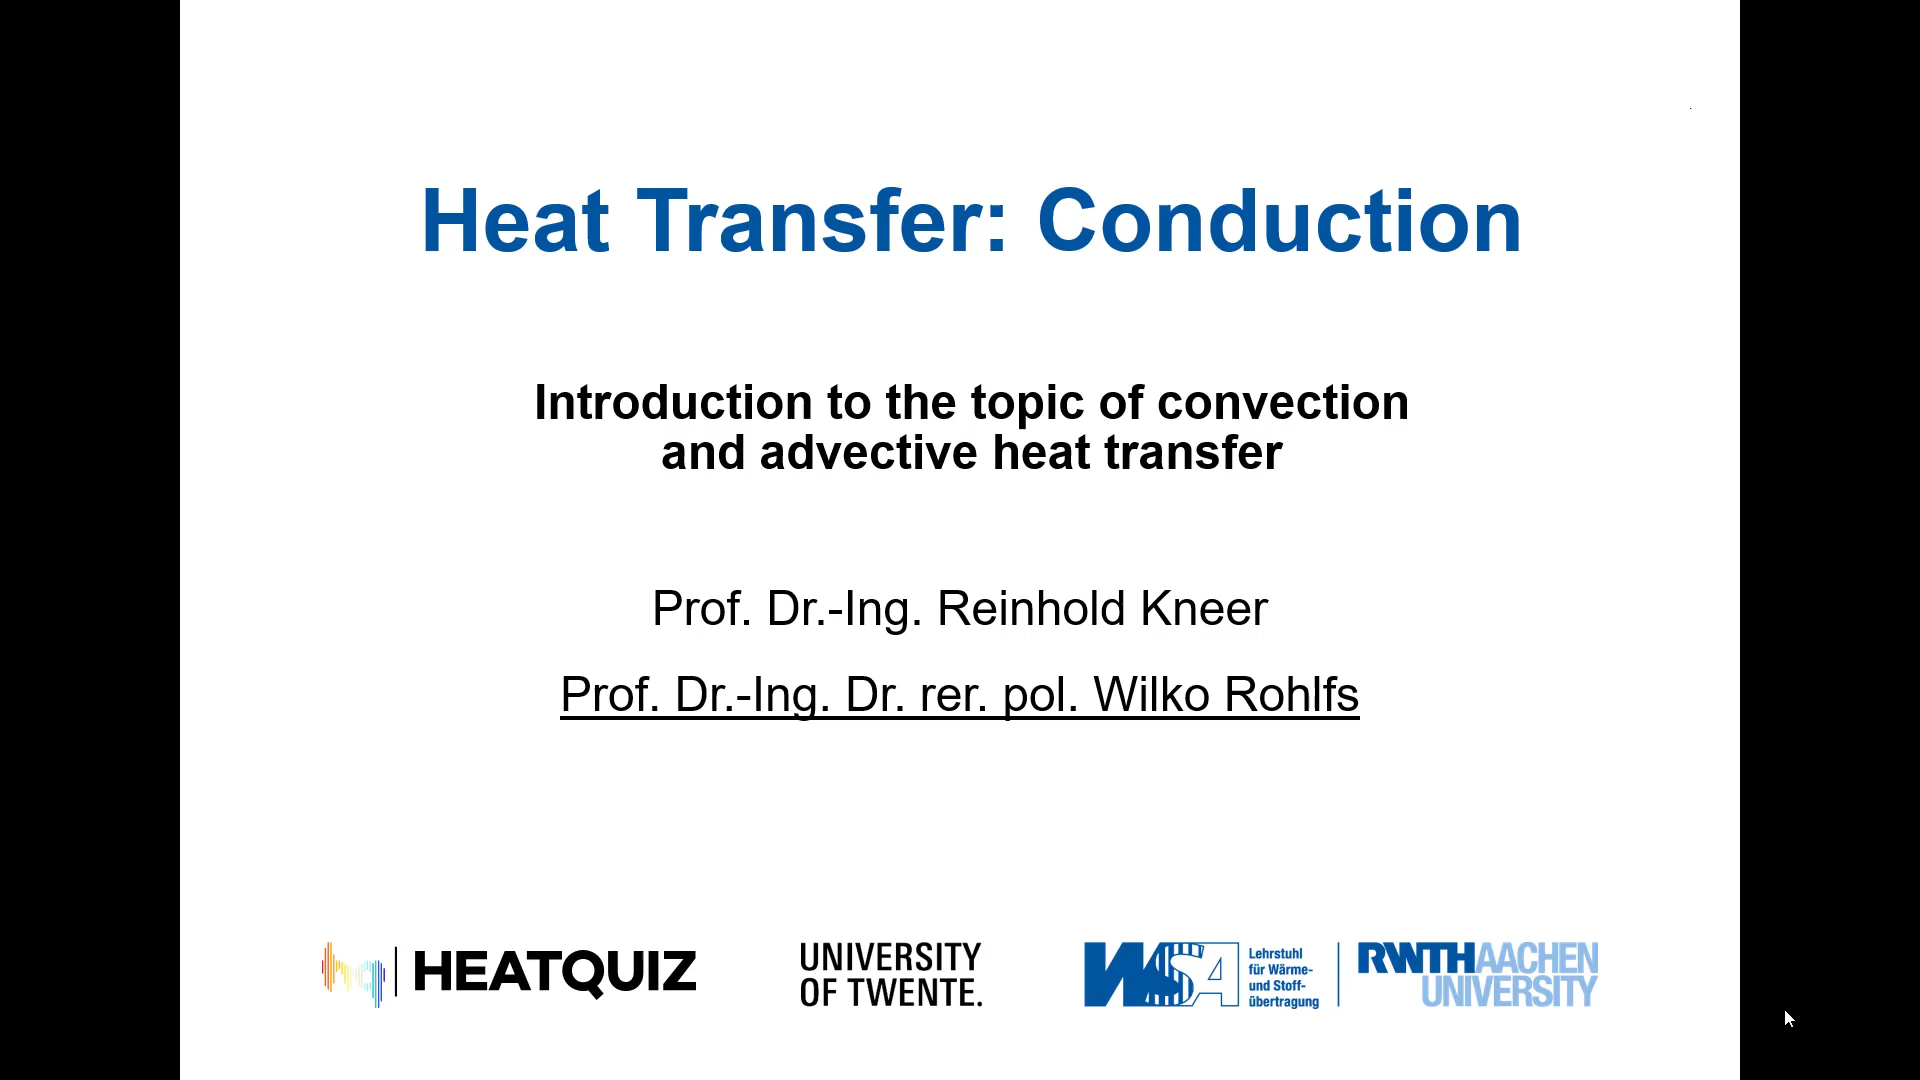 Heat Transfer: Conduction
Introduction to the topic of convection
and advective heat transfer
Prof. Dr.-Ing. Reinhold Kneer
Prof. Dr.-Ing. Dr. rer. pol. Wilko Rohlfs
HEATQUIZ
UNIVERSITY
OF TWENTE.
WSA
Lehrstuhl
für Wärme-
und Stoff-
übertragung
RWTHAACHEN
UNIVERSITY